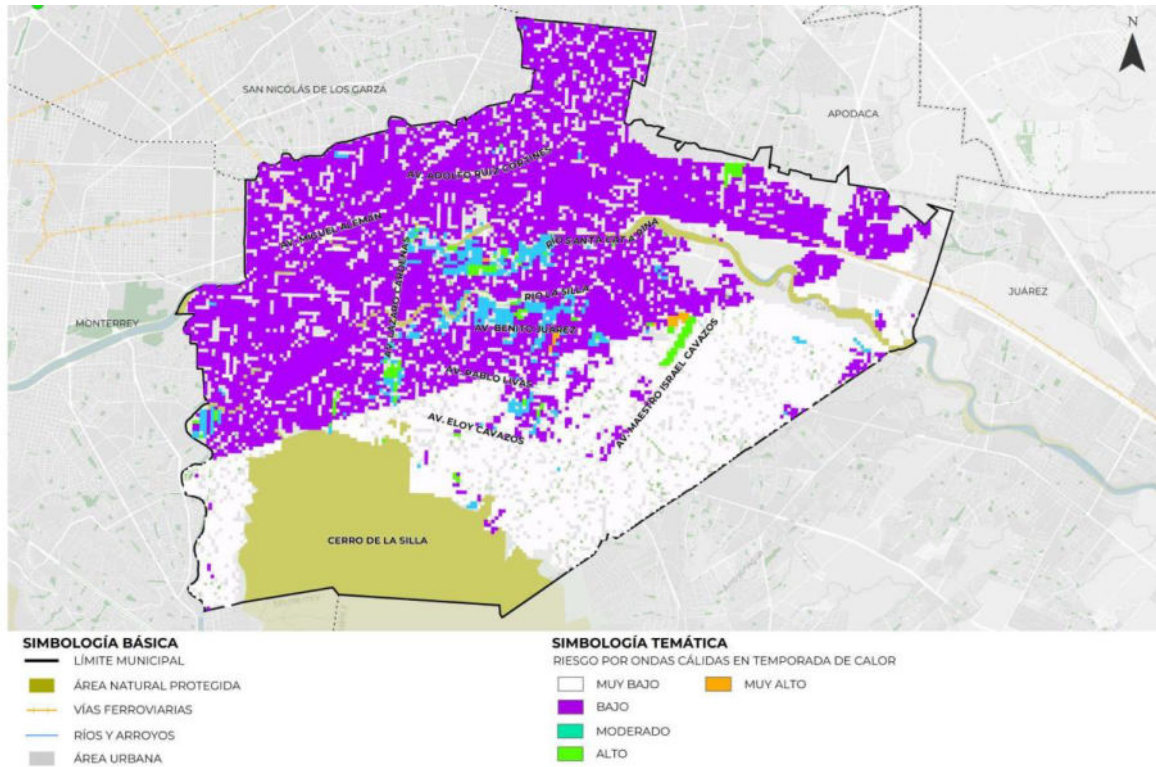 N
SAN NICOLÁS DE LOS GARZA
APODACA
AV. ADOLFO RUIZ CORTINES
AV. MIGUEL ALEMÁN
RÍO SANTA CATARINA
AV. LÁZARO CÁRDENAS
RÍO LA SILLA
MONTERREY
JUÁREZ
AV. BENITO JUÁREZ
AV. PABLO LIVAS
AV. MAESTRO ISRAEL CAVAZOS
AV. ELOY CAVAZOS
CERRO DE LA SILLA
SIMBOLOGÍA BÁSICA
LÍMITE MUNICIPAL
ÁREA NATURAL PROTEGIDA
VÍAS FERROVIARIAS
RÍOS Y ARROYOS
ÁREA URBANA
SIMBOLOGÍA TEMÁTICA
RIESGO POR ONDAS CÁLIDAS EN TEMPORADA DE CALOR
MUY BAJO
MUY ALTO
BAJO
MODERADO
ALTO